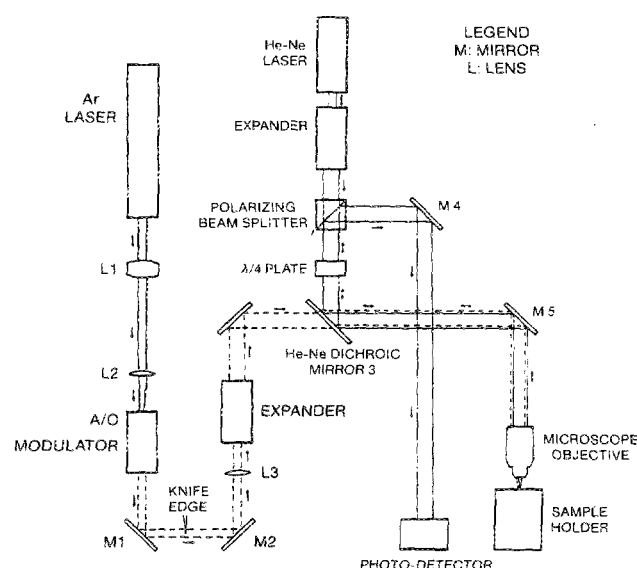 LEGEND
M: MIRROR
L: LENS
He-Ne
LASER
Ar
LASER
EXPANDER
POLARIZING
BEAM SPLITTER
M 4
L1
λ/4 PLATE
M 5
He-Ne DICHROIC
MIRROR 3
L2
A/O
MODULATOR
EXPANDER
MICROSCOPE
OBJECTIVE
L3
KNIFE
EDGE
M1
M2
SAMPLE
HOLDER
PHOTO-DETECTOR